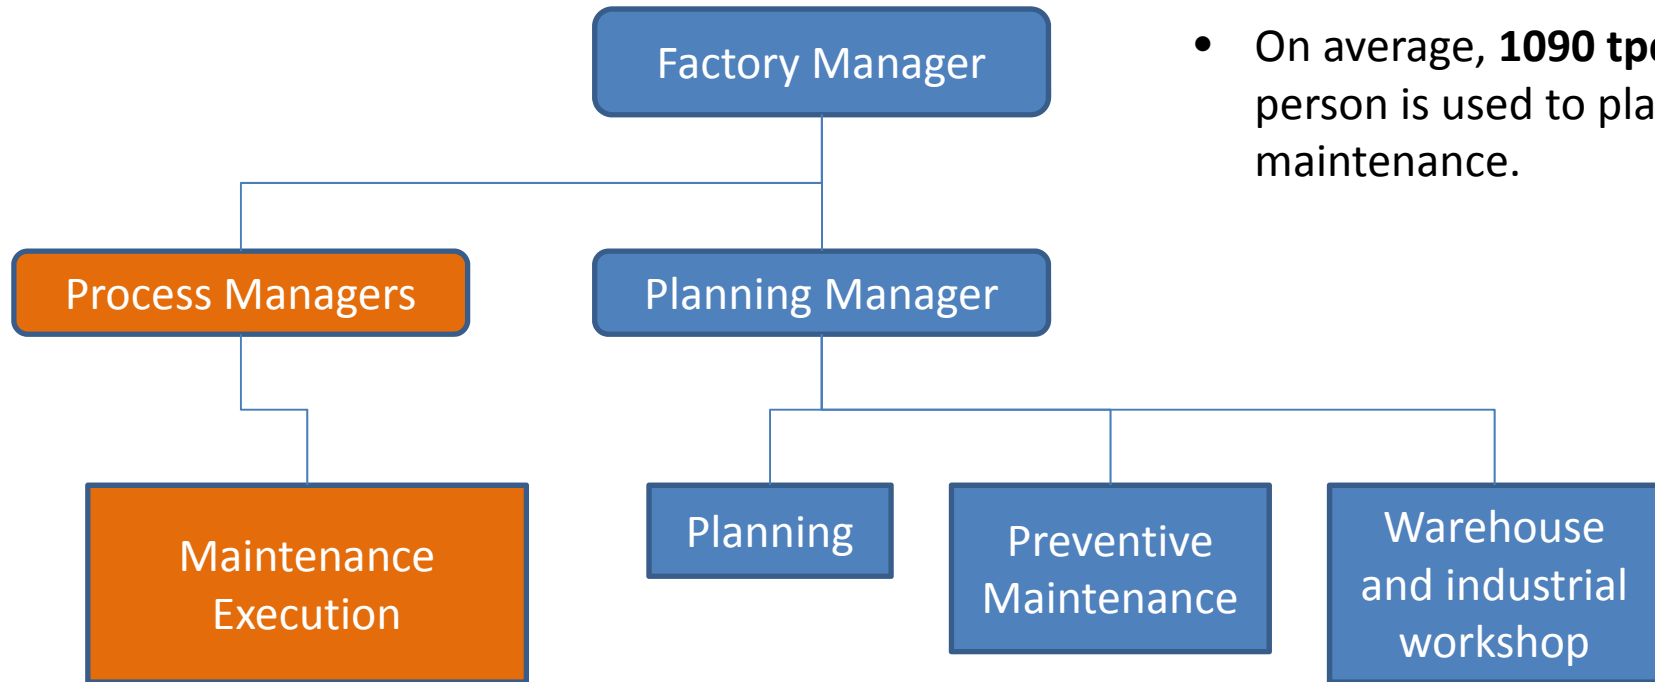 Factory Manager
• On average, 1090
person is used to
maintenance.
Process Managers
Planning Manager
Maintenance
Execution
Planning
Preventive
Maintenance
Warehouse
and industrial
workshop